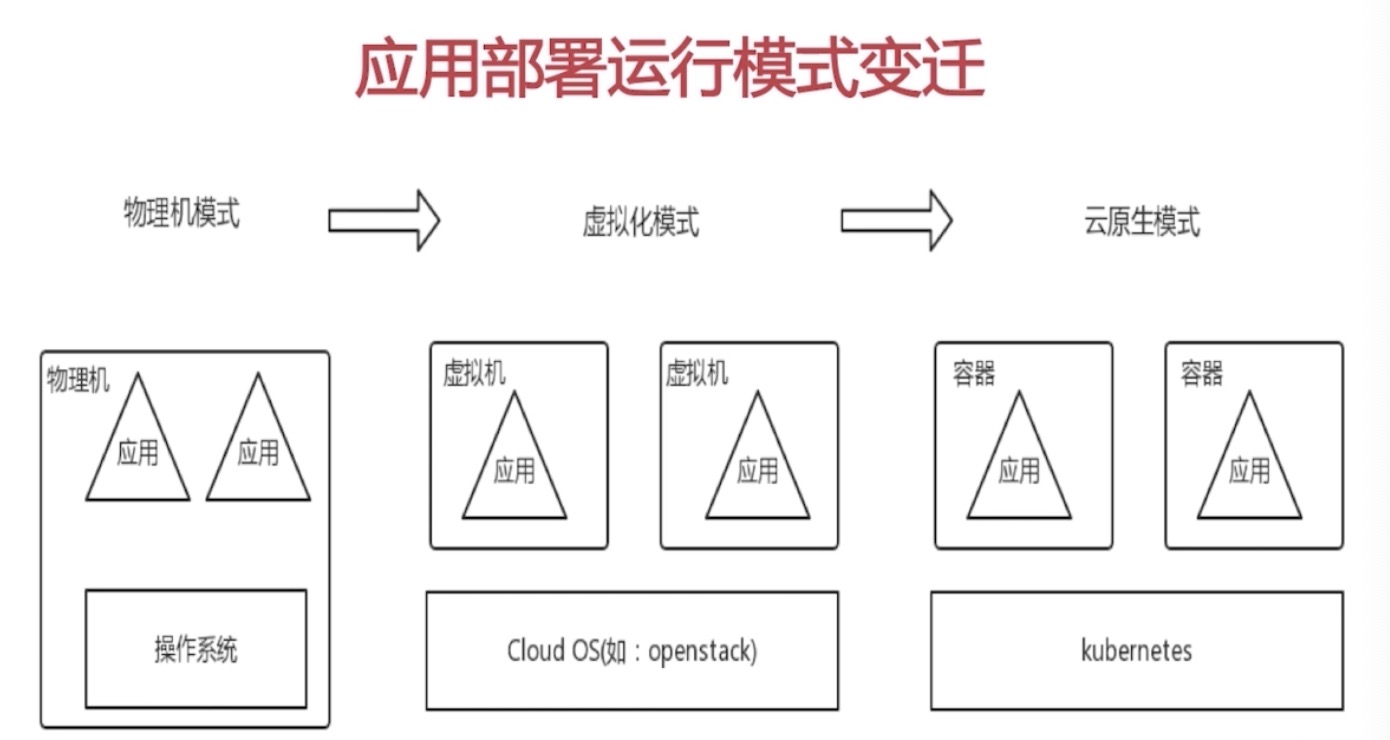 应用部署运行模式变迁
物理机模式
虚拟化模式
云原生模式
物理机
应用
应用
操作系统
虚拟机
应用
虚拟机
应用
Cloud OS(如：openstack)
容器
应用
容器
应用
kubernetes